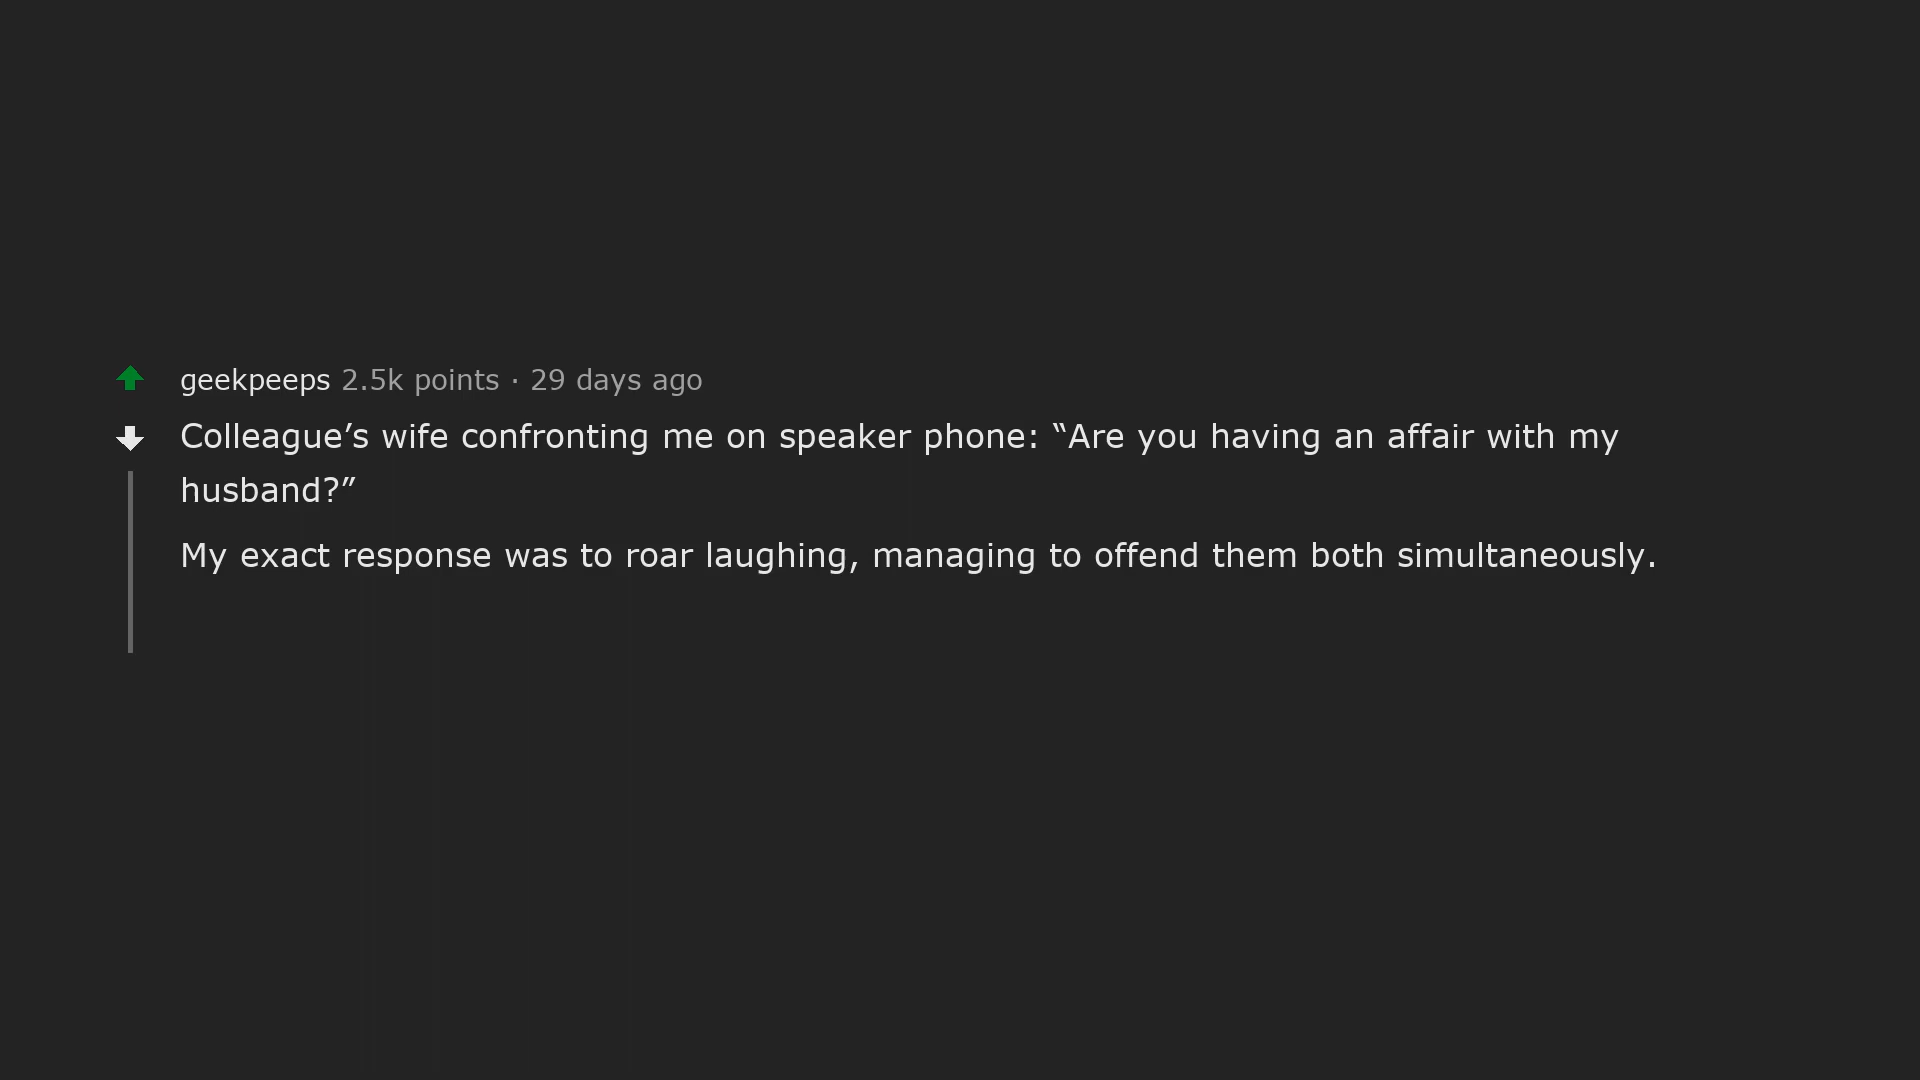 geekpeeps 2.5k points · 29 days ago
Colleague’s wife confronting me on speaker phone: “Are you having an affair with my
husband?”
My exact response was to roar laughing, managing to offend them both simultaneously.